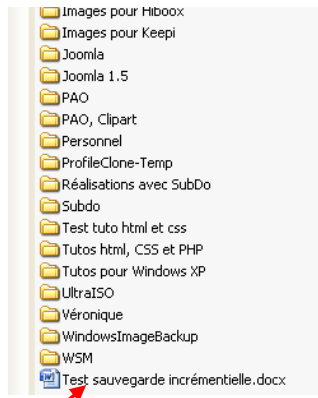 Images pour Hiboox
Images pour Keepi
Joomla
Joomla 1.5
PAO
PAO, Clipart
Personnel
ProfileClone-Temp
Réalisations avec SubDo
Subdo
Test tuto html et css
Tutos html, CSS et PHP
Tutos pour Windows XP
UltraISO
Véronique
WindowsImageBackup
WSM
Test sauvegarde incrémentielle.docx